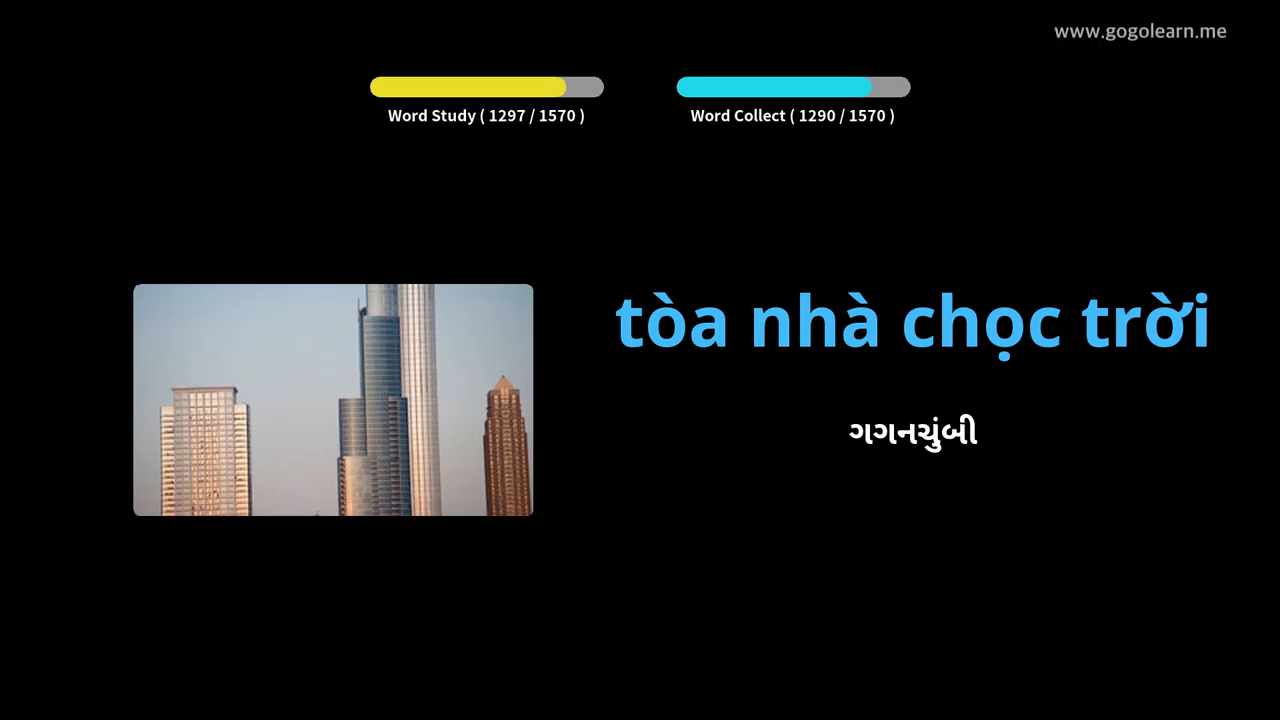 www.gogolearn.me
Word Study ( 1297 / 1570 )
Word Collect ( 1290 / 1570 )
tòa nhà chọc trời
ગગનચુંબી